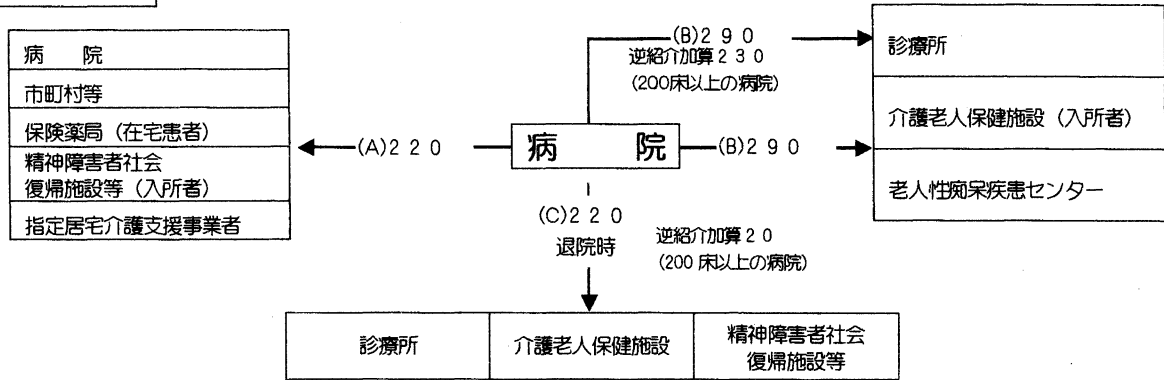 病　院
市町村等
保険薬局（在宅患者）
精神障害者社会
復帰施設等（入所者）
指定居宅介護支援事業者
(A)２２０
病　院
(B)２９０
逆紹介加算２３０
(200床以上の病院)
(B)２９０
診療所
介護老人保健施設（入所者）
老人性痴呆疾患センター
(C)２２０
退院時
逆紹介加算２０
(200床以上の病院)
診療所
介護老人保健施設
精神障害者社会
復帰施設等